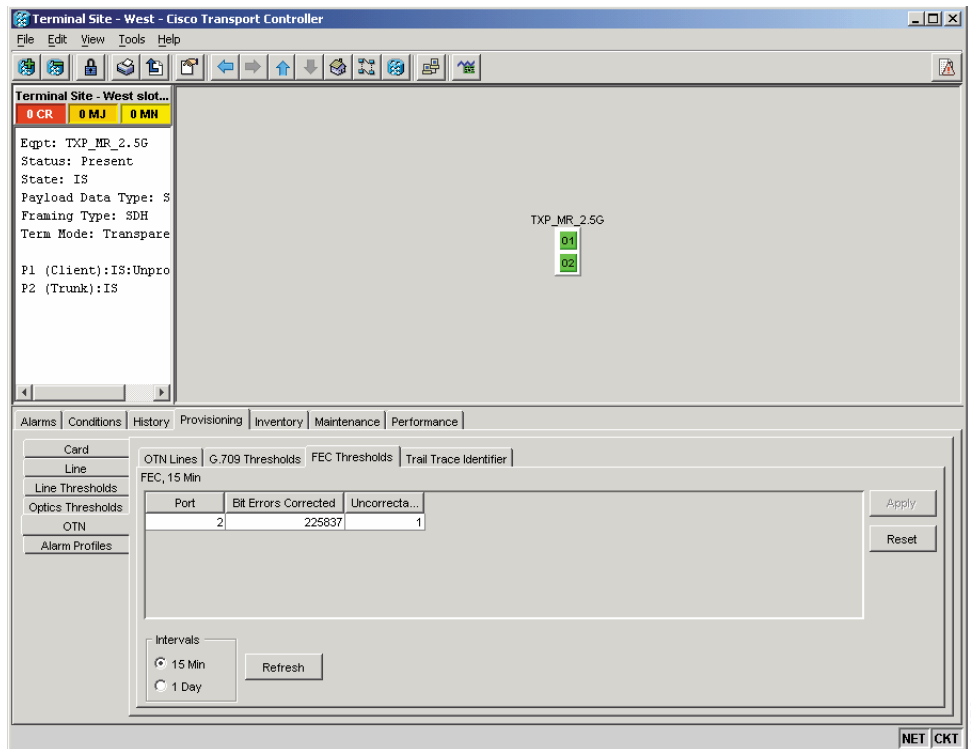 Terminal Site - West - Cisco Transport Controller
File Edit View Tools Help
Terminal Site - West slot...
0 CR 0 MJ 0 MN
Eqpt: TXP_MR_2.5G
Status: Present
State: IS
Payload Data Type: S
Framing Type: SDH
Term Mode: Transpare
P1 (Client):IS:Unpro
P2 (Trunk):IS
TXP_MR_2.5G
01
02
Alarms Conditions History Provisioning Inventory Maintenance Performance
Card
Line
Line Thresholds
Optics Thresholds
OTN
Alarm Profiles
OTN Lines G.709 Thresholds FEC Thresholds Trail Trace Identifier
FEC, 15 Min
Port Bit Errors Corrected Uncorrecta...
2 225837 1
Apply
Reset
Intervals
15 Min
1 Day
Refresh
NET CKT